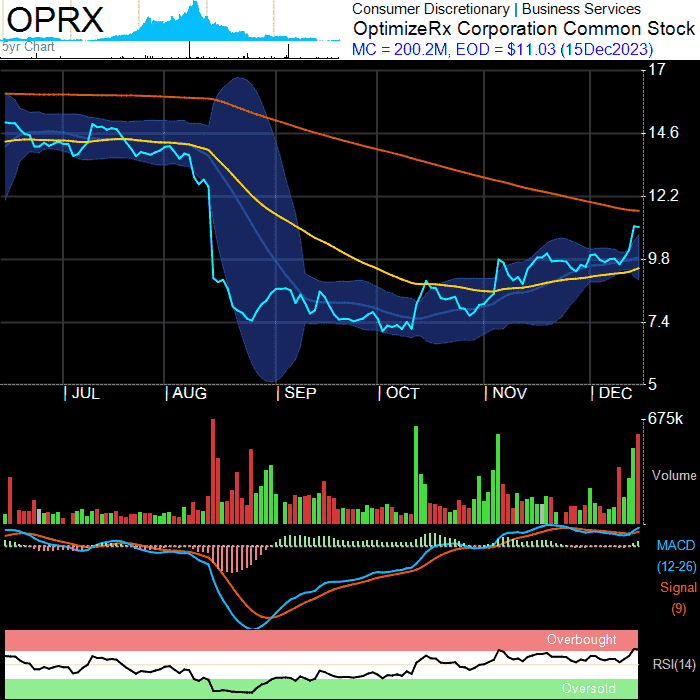 OPRX
5yr Chart
Consumer Discretionary | Business Services
OptimizeRx Corporation Common Stock
MC = 200.2M, EOD = $11.03 (15Dec2023)
17
14.6
12.2
9.8
7.4
5
| JUL | AUG | SEP | OCT | NOV | DEC
675k
Volume
MACD
(12-26)
Signal
(9)
Overbought
RSI(14)
Oversold